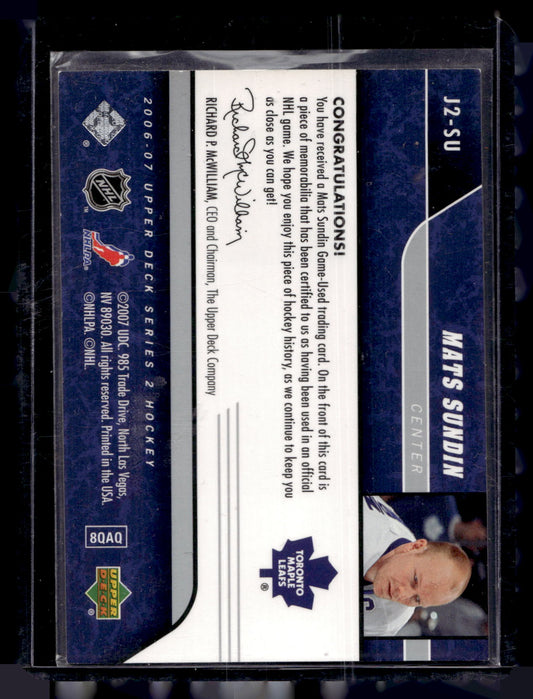 J2-SU
MATS SUNDIN
CENTER
CONGRATULATIONS!
You have received a Mats Sundin Game-Used trading card. On the front of this card is
a piece of memorabilia that has been certified to us as having been used in an official
NHL game. We hope you enjoy this piece of hockey history, as we continue to keep you
as close as you can get!
Richard McWilliam
RICHARD P. McWILLIAM, CEO and Chairman, The Upper Deck Company
TORONTO
MAPLE
LEAFS
®
2006-07 UPPER DECK SERIES 2 HOCKEY
NHL
TM
NHLPA
©2007 UDC. 985 Trade Drive, North Las Vegas,
NV 89030. All rights reserved. Printed in the USA.
©NHLPA. ©NHL.
8QAQ
UPPER
DECK
®